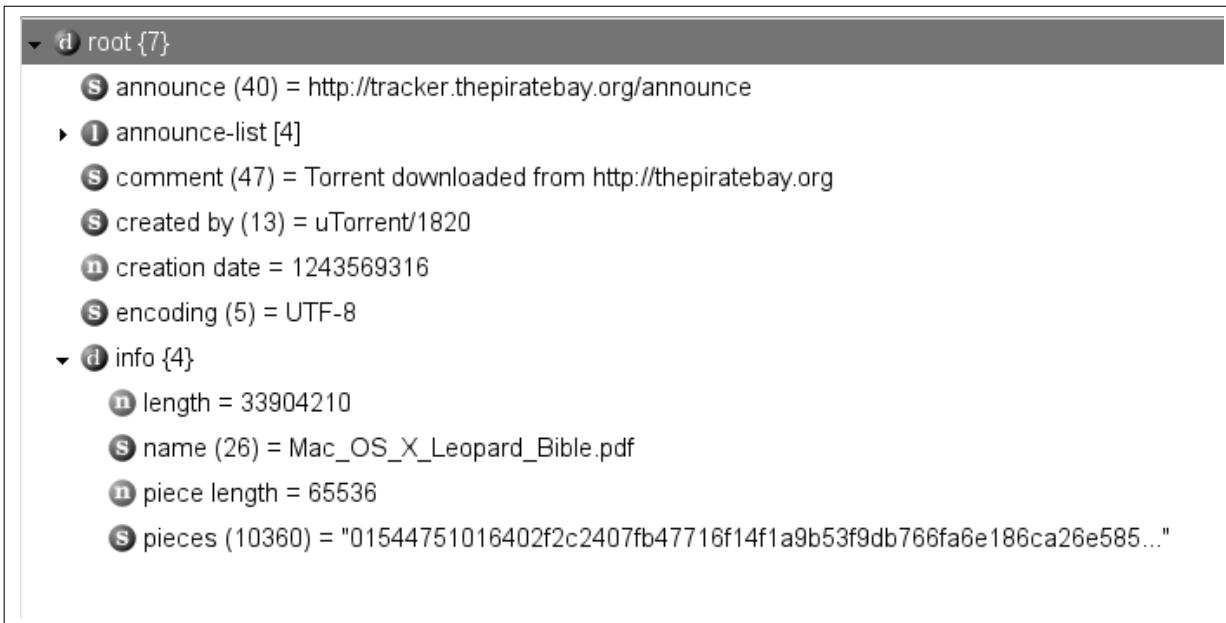 d root {7}
s announce (40) = http://tracker.thepiratebay.org/announce
l announce-list [4]
s comment (47) = Torrent downloaded from http://thepiratebay.org
s created by (13) = uTorrent/1820
n creation date = 1243569316
s encoding (5) = UTF-8
d info {4}
n length = 33904210
s name (26) = Mac_OS_X_Leopard_Bible.pdf
n piece length = 65536
s pieces (10360) = "01544751016402f2c2407fb47716f14f1a9b53f9db766fa6e186ca26e585..."